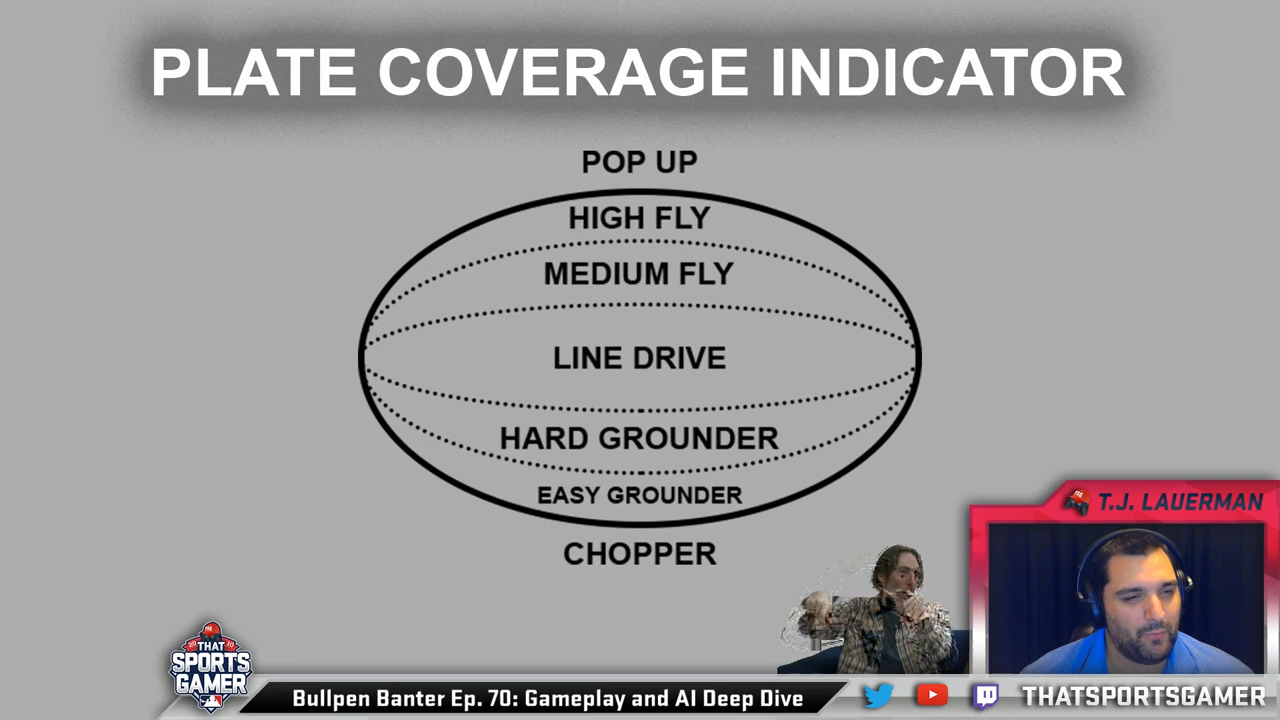 PLATE COVERAGE INDICATOR
POP UP
HIGH FLY
MEDIUM FLY
LINE DRIVE
HARD GROUNDER
EASY GROUNDER
CHOPPER
T.J. LAUERMAN
THAT
SPORTS
GAMER
Bullpen Banter Ep. 70: Gameplay and AI Deep Dive
THATSPORTSGAMER